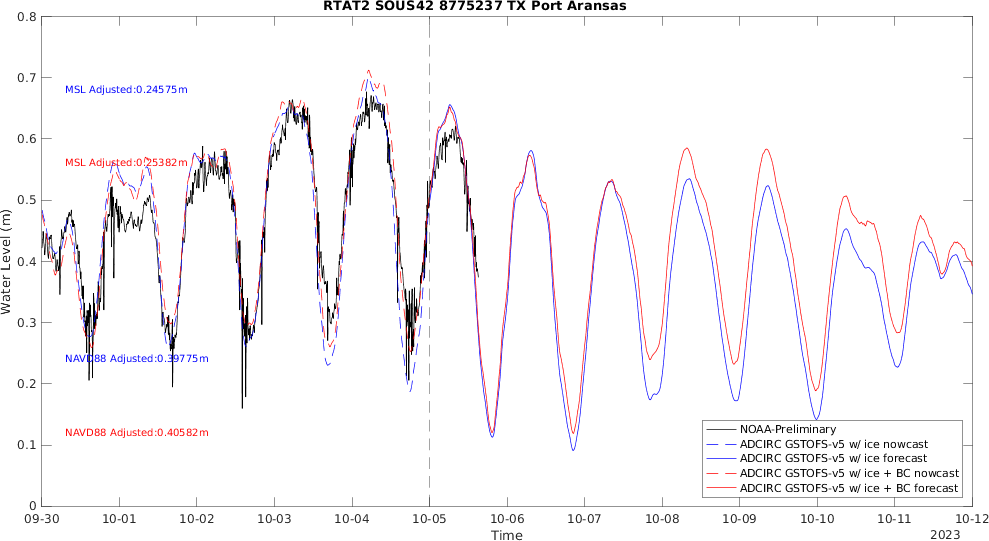 RTAT2 SOUS42 8775237 TX Port Aransas
Water Level (m)
0.8
0.7
0.6
0.5
0.4
0.3
0.2
0.1
0
MSL Adjusted:0.24575m
MSL Adjusted:0.25382m
NAVD88 Adjusted:0.39775m
NAVD88 Adjusted:0.40582m
NOAA-Preliminary
ADCIRC GSTOFS-v5 w/ ice nowcast
ADCIRC GSTOFS-v5 w/ ice forecast
ADCIRC GSTOFS-v5 w/ ice + BC nowcast
ADCIRC GSTOFS-v5 w/ ice + BC forecast
09-30 10-01 10-02 10-03 10-04 10-05 10-06 10-07 10-08 10-09 10-10 10-11 10-12
Time
2023